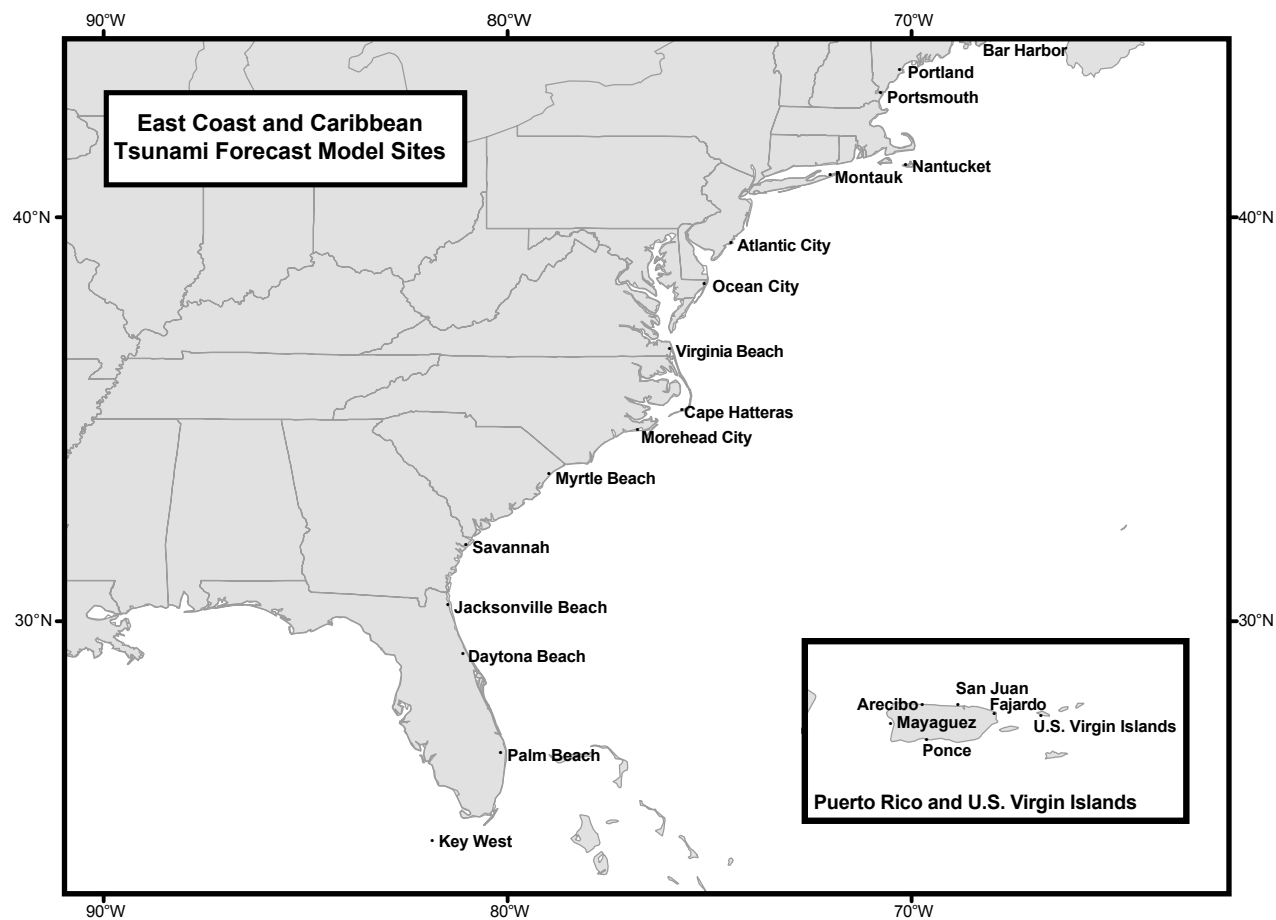 90°W
80°W
70°W
Bar Harbor
Portland
Portsmouth
East Coast and Caribbean
Tsunami Forecast Model Sites
Nantucket
Montauk
40°N
40°N
Atlantic City
Ocean City
Virginia Beach
Cape Hatteras
Morehead City
Myrtle Beach
Savannah
Jacksonville Beach
30°N
30°N
Daytona Beach
San Juan
Arecibo
Fajardo
Mayaguez
U.S. Virgin Islands
Ponce
Palm Beach
Puerto Rico and U.S. Virgin Islands
Key West
90°W
80°W
70°W